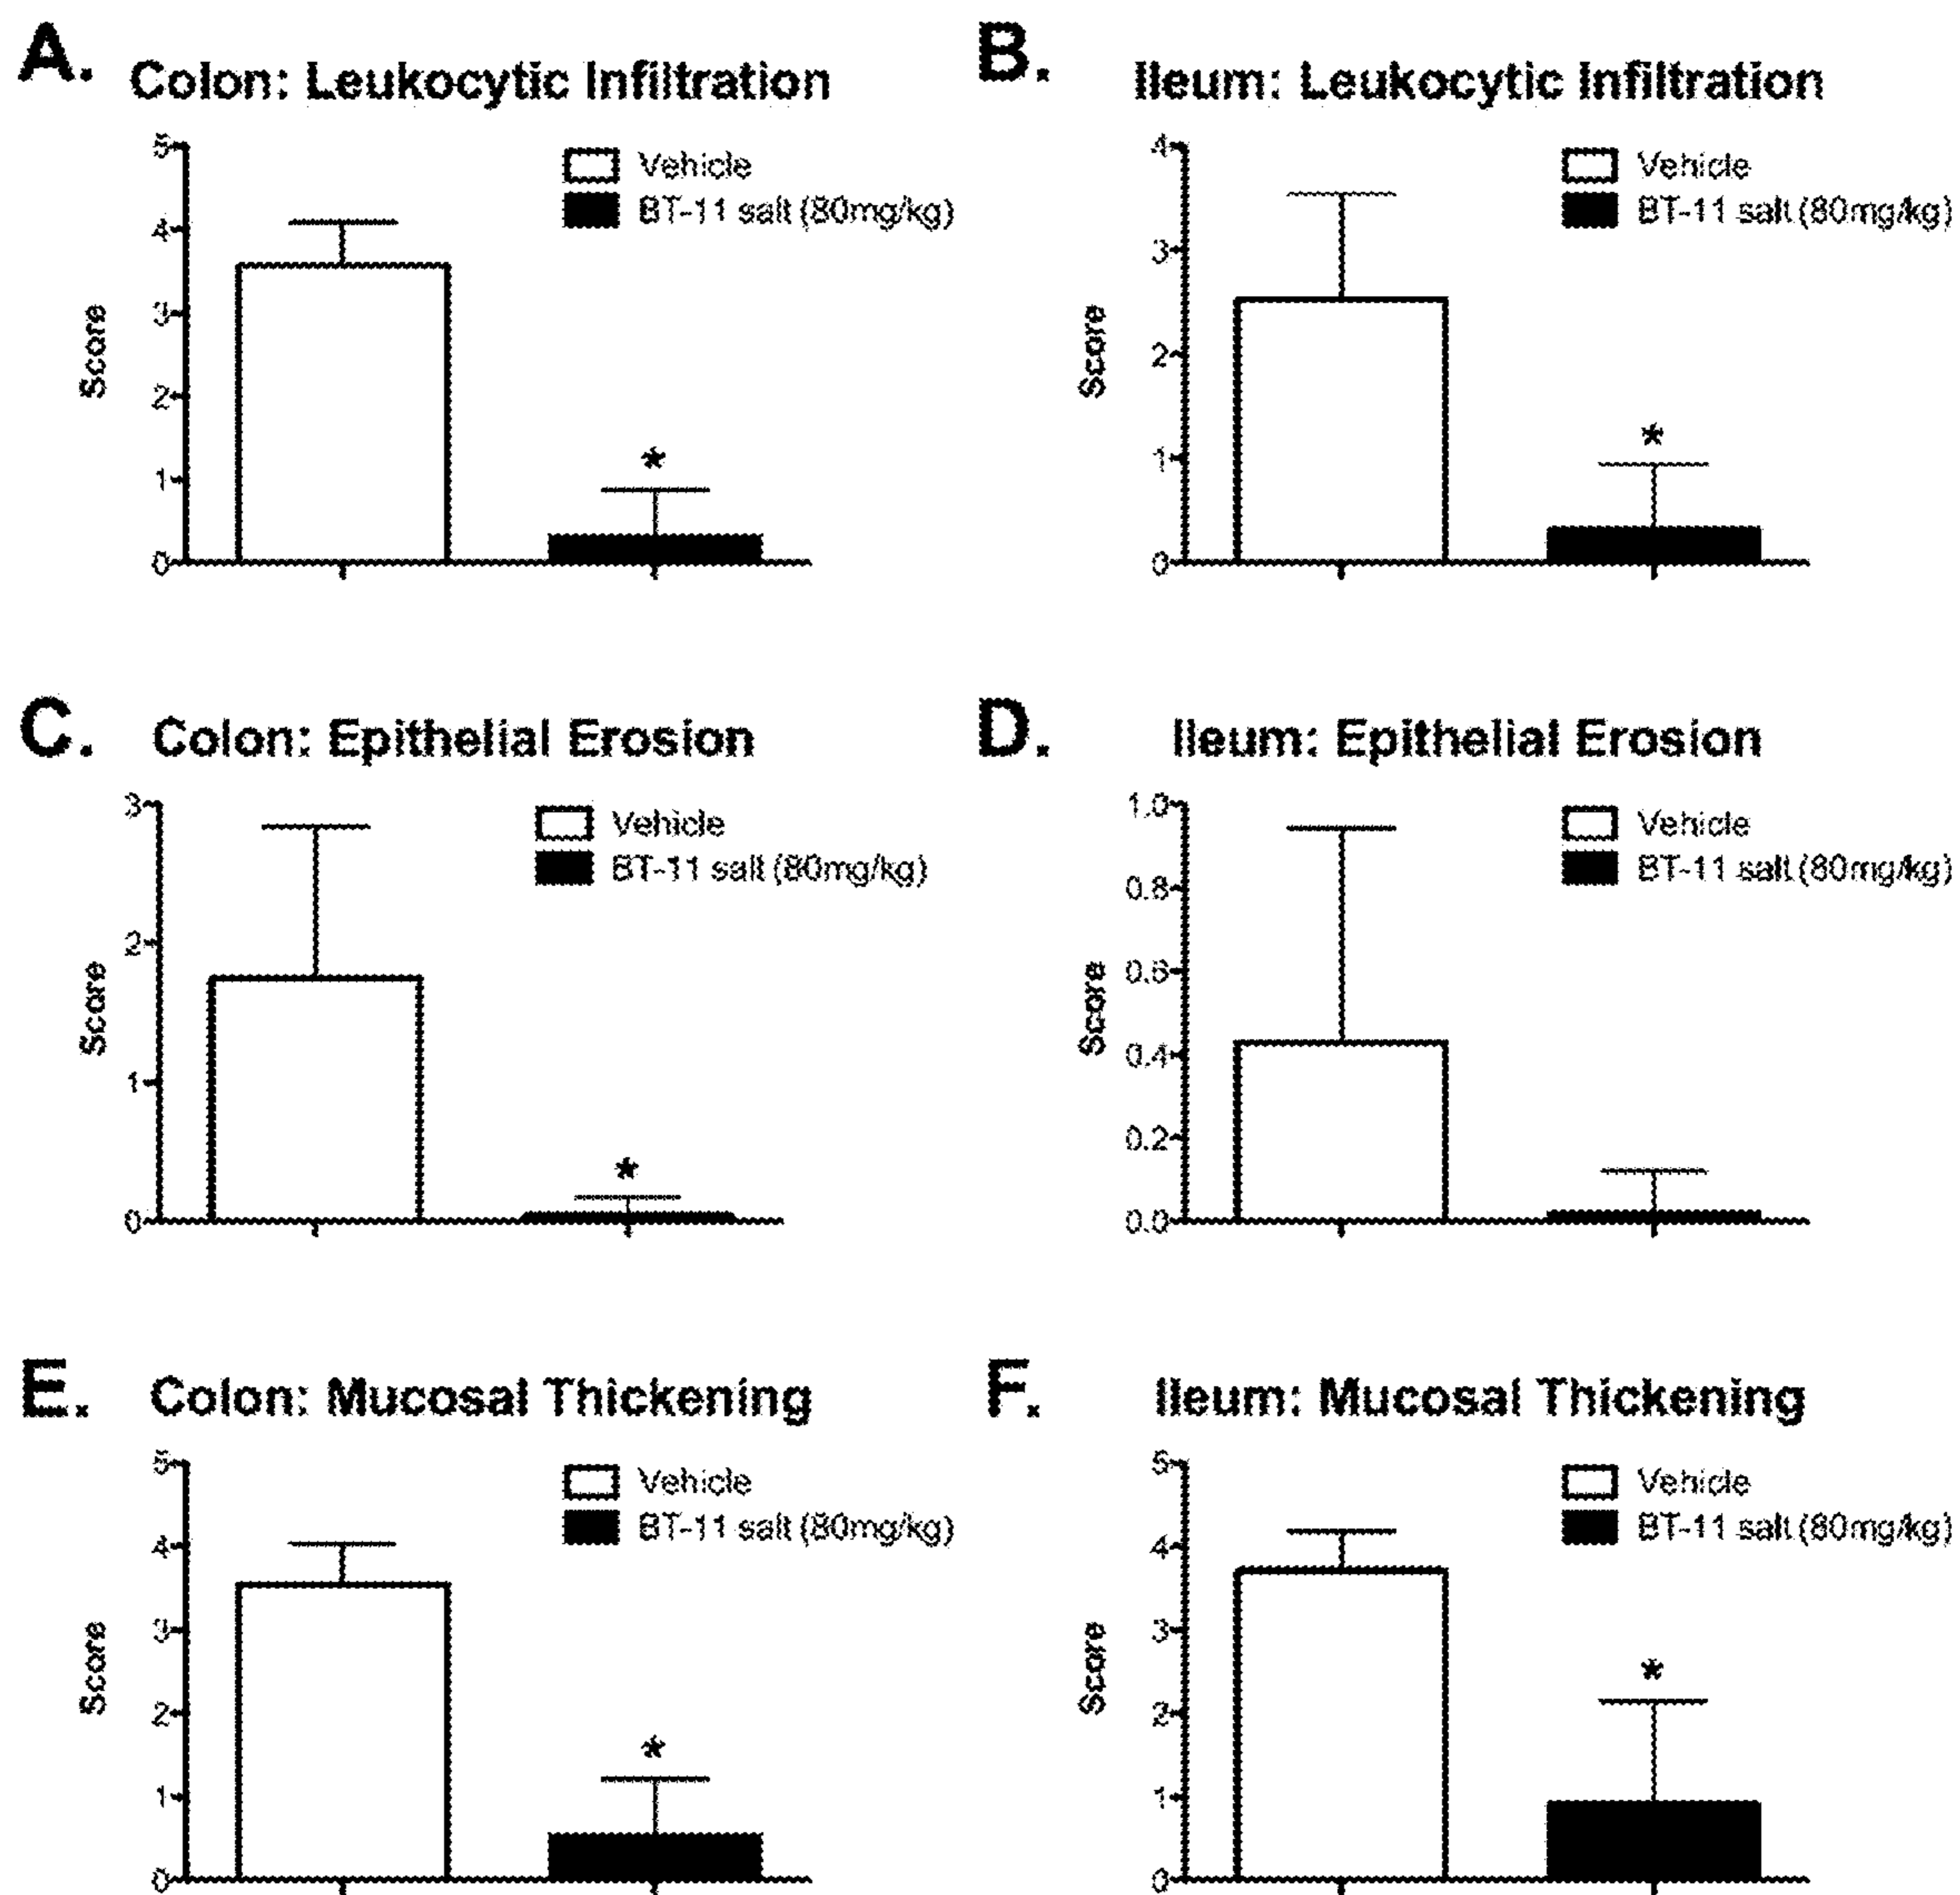 A. Colon: Leukocytic Infiltration
5
4
3
2
1
0
Score
Vehicle
BT-11 salt (80mg/kg)
*
B. Ileum: Leukocytic Infiltration
4
3
2
1
0
Score
Vehicle
BT-11 salt (80mg/kg)
*
C. Colon: Epithelial Erosion
3
2
1
0
Score
Vehicle
BT-11 salt (80mg/kg)
*
D. Ileum: Epithelial Erosion
1.0
0.8
0.6
0.4
0.2
0.0
Score
Vehicle
BT-11 salt (80mg/kg)
E. Colon: Mucosal Thickening
5
4
3
2
1
0
Score
Vehicle
BT-11 salt (80mg/kg)
*
F. Ileum: Mucosal Thickening
5
4
3
2
1
0
Score
Vehicle
BT-11 salt (80mg/kg)
*